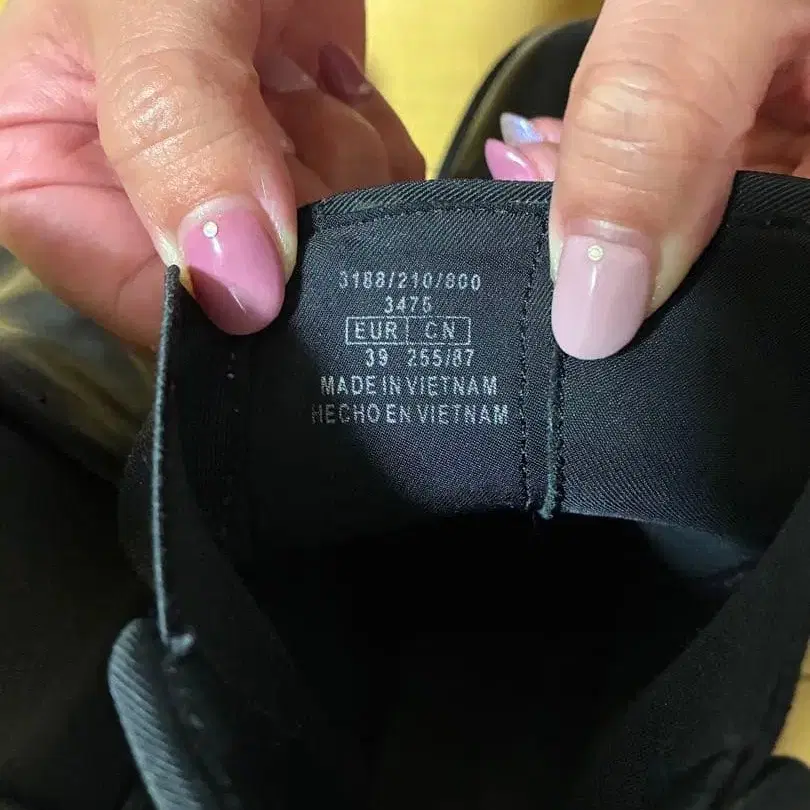 3188/210/800
3475
EUR CN
39 255/87
MADE IN VIETNAM
HECHO EN VIETNAM